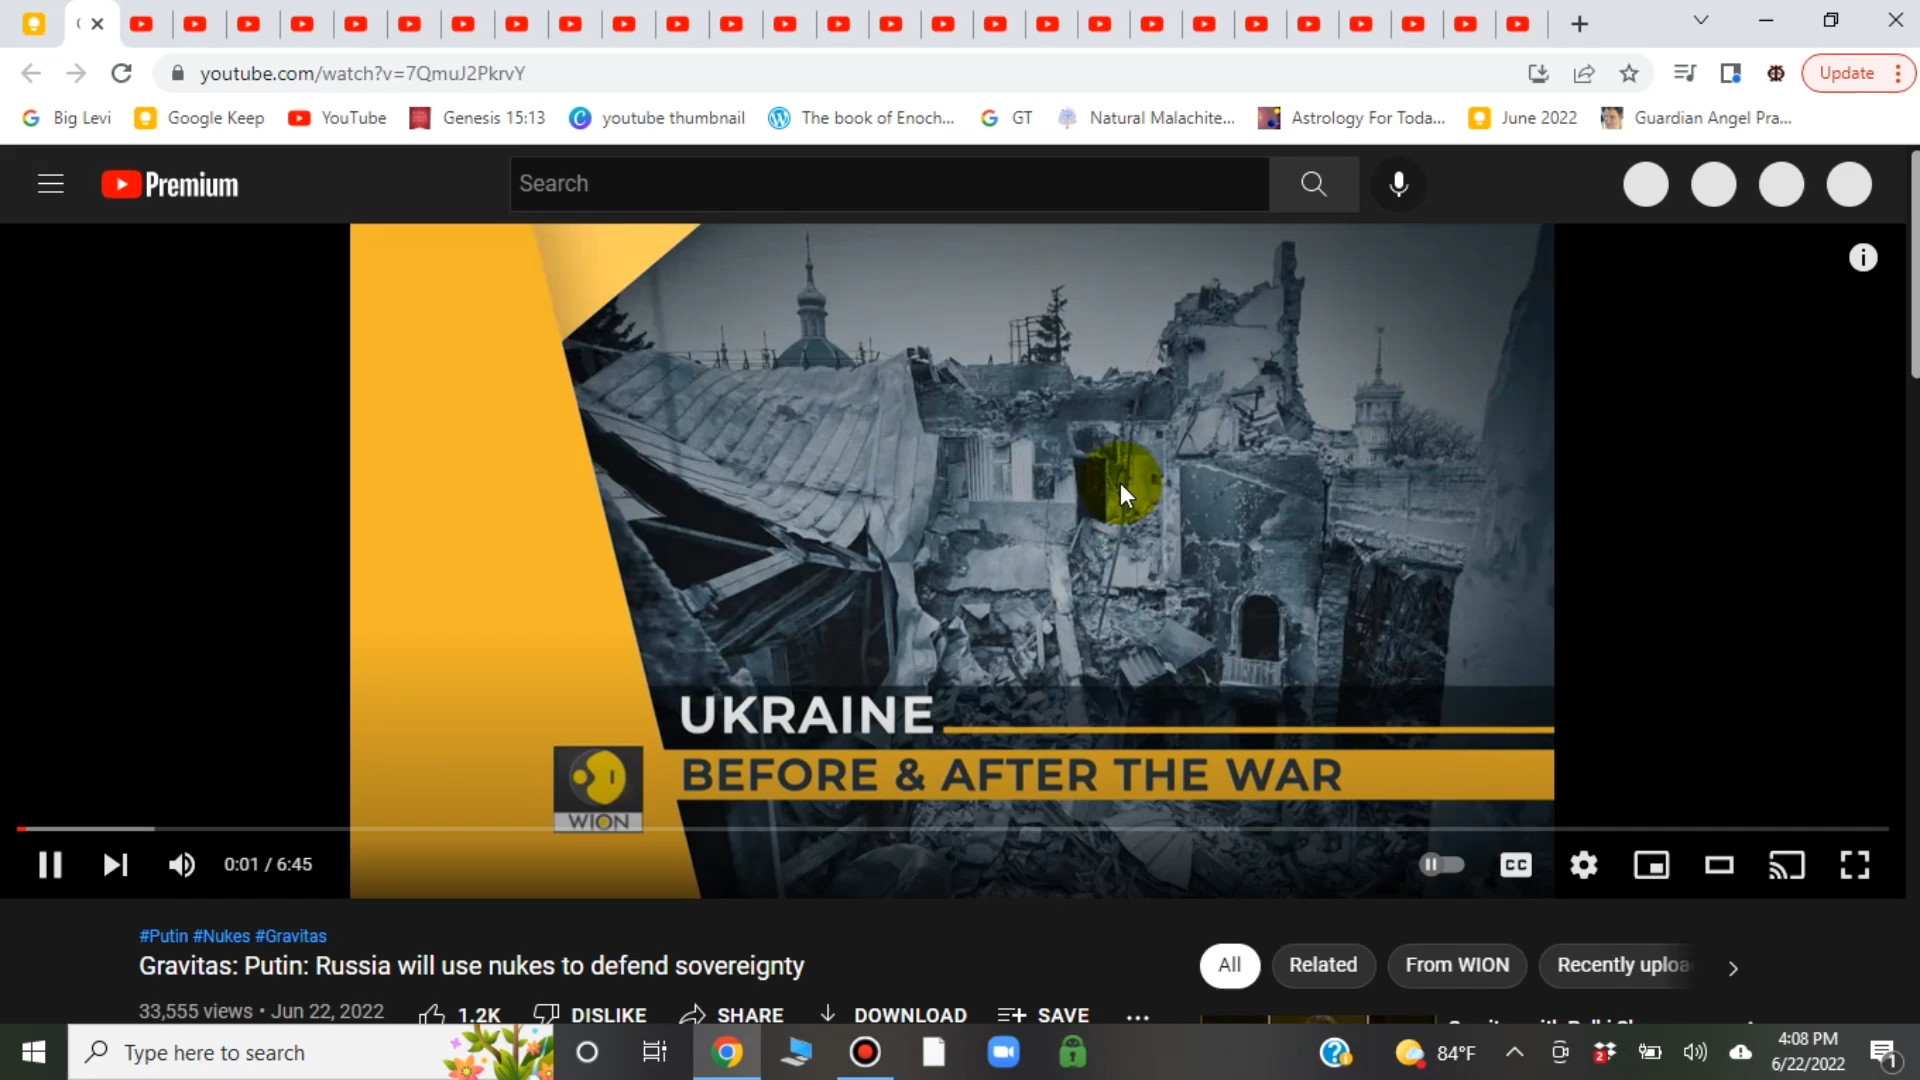 youtube.com/watch?v=7QmuJ2PkrvY
Update
Big Levi
Google Keep
YouTube
Genesis 15:13
youtube thumbnail
The book of Enoch...
GT
Natural Malachite...
Astrology For Toda...
June 2022
Guardian Angel Pra...
Premium
Search
UKRAINE
BEFORE & AFTER THE WAR
WION
0:01 / 6:45
CC
#Putin #Nukes #Gravitas
Gravitas: Putin: Russia will use nukes to defend sovereignty
All
Related
From WION
Recently uploa
33,555 views • Jun 22, 2022
1.2K
DISLIKE
SHARE
DOWNLOAD
SAVE
Type here to search
84°F
4:08 PM
6/22/2022